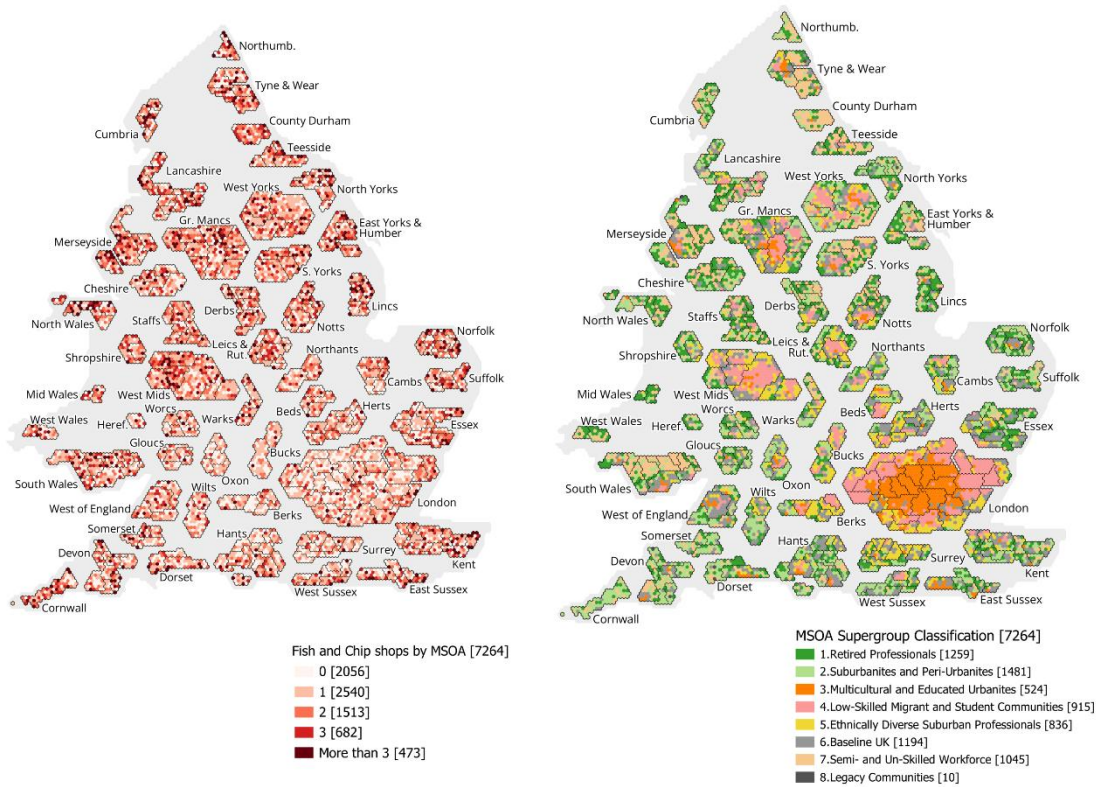 Northumb.
Tyne & Wear
County Durham
Cumbria
Teesside
Lancashire
West Yorks
North Yorks
Gr. Mancs
East Yorks &
Humber
Merseyside
S. Yorks
Cheshire
Derbs
Lincs
North Wales
Staffs
Notts
Norfolk
Leics &
Rut.
Northants
Shropshire
Cambs
Suffolk
Mid Wales
West Mids
Herts
West Wales
Worcs
Beds
Heref.
Warks
Essex
Gloucs
Bucks
South Wales
Oxon
London
Wilts
West of England
Berks
Somerset
Hants
Devon
Surrey
Kent
Dorset
West Sussex
East Sussex
Cornwall
Fish and Chip shops by MSOA [7264]
0 [2056]
1 [2540]
2 [1513]
3 [682]
More than 3 [473]
Northumb.
Tyne & Wear
County Durham
Cumbria
Teesside
Lancashire
West Yorks
North Yorks
Gr. Mancs
East Yorks &
Humber
Merseyside
S. Yorks
Cheshire
Derbs
Lincs
North Wales
Staffs
Notts
Norfolk
Leics &
Rut.
Northants
Shropshire
Cambs
Suffolk
Mid Wales
West Mids
Herts
West Wales
Worcs
Beds
Heref.
Warks
Essex
Gloucs
Bucks
South Wales
Oxon
London
Wilts
West of England
Berks
Somerset
Hants
Devon
Surrey
Kent
Dorset
West Sussex
East Sussex
Cornwall
MSOA Supergroup Classification [7264]
1.Retired Professionals [1259]
2.Suburbanites and Peri-Urbanites [1481]
3.Multicultural and Educated Urbanites [524]
4.Low-Skilled Migrant and Student Communities [915]
5.Ethnically Diverse Suburban Professionals [836]
6.Baseline UK [1194]
7.Semi- and Un-Skilled Workforce [1045]
8.Legacy Communities [10]